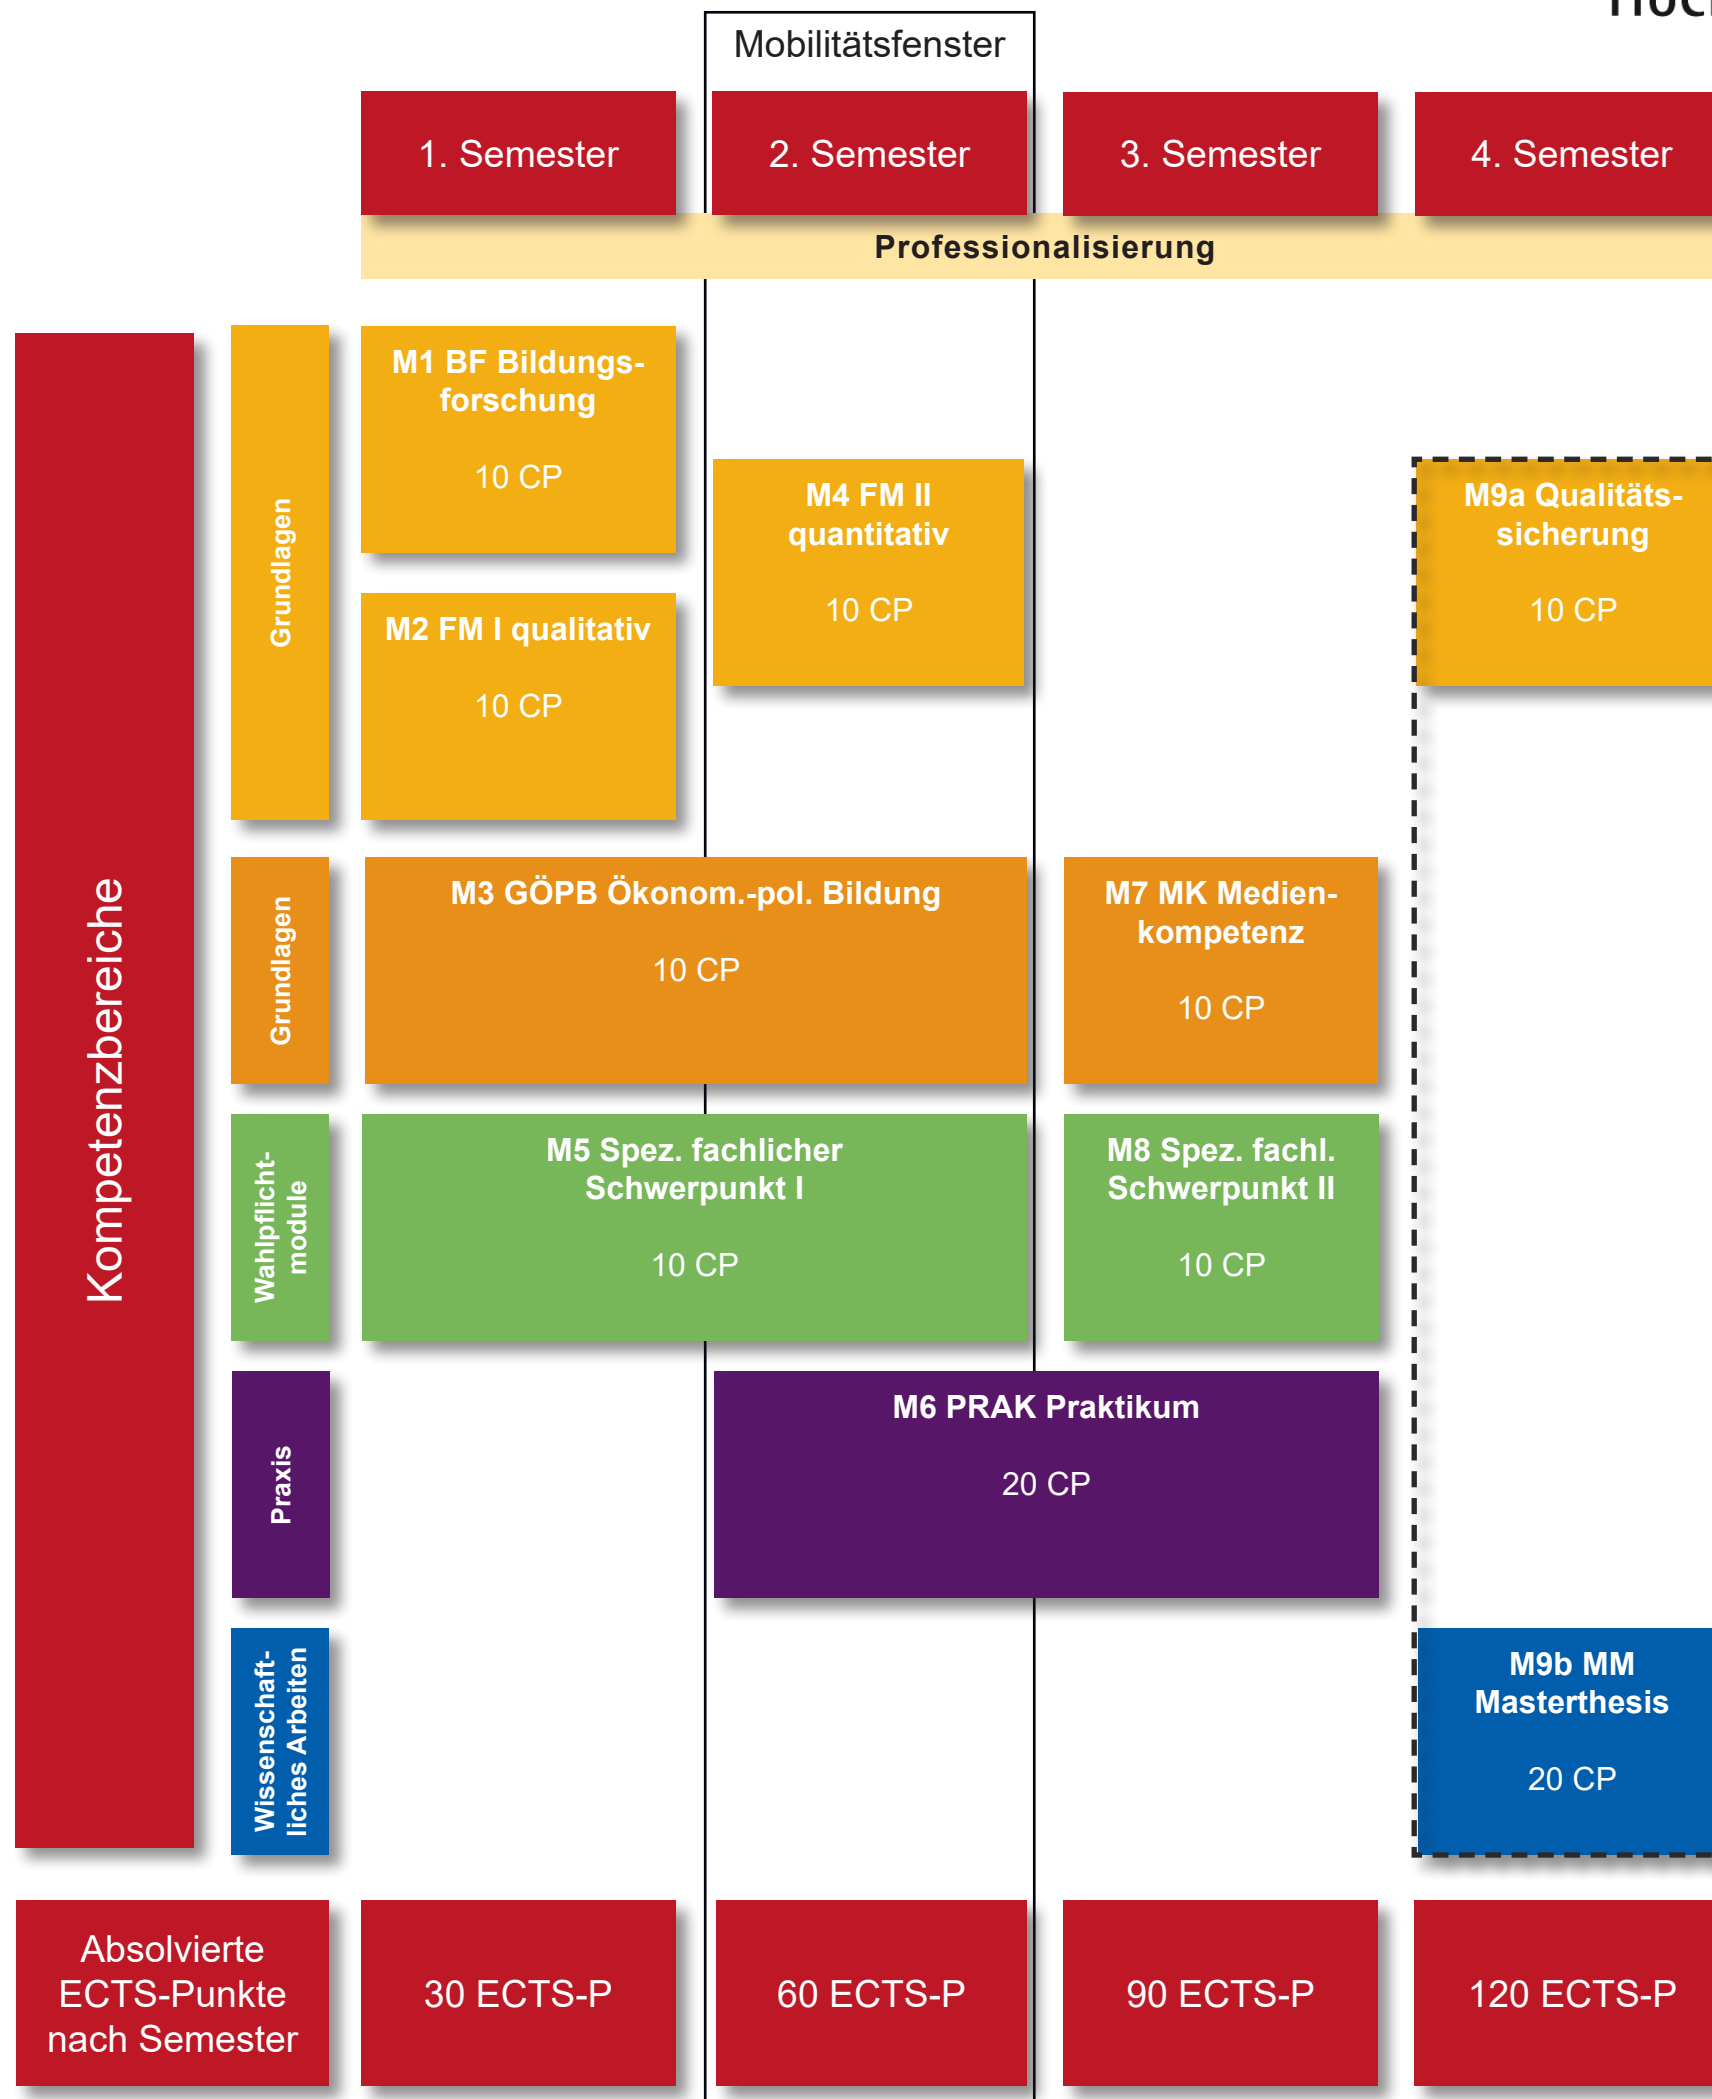 Mobilitätsfenster
1. Semester
2. Semester
3. Semester
4. Semester
Professionalisierung
Kompetenzbereiche
Grundlagen
M1 BF Bildungs-
forschung
10 CP
M2 FM I qualitativ
10 CP
M4 FM II
quantitativ
10 CP
M9a Qualitäts-
sicherung
10 CP
Grundlagen
M3 GÖPB Ökonom.-pol. Bildung
10 CP
M7 MK Medien-
kompetenz
10 CP
Wahlpflicht-
module
M5 Spez. fachlicher
Schwerpunkt I
10 CP
M8 Spez. fachl.
Schwerpunkt II
10 CP
Praxis
M6 PRAK Praktikum
20 CP
Wissenschaft-
liches Arbeiten
M9b MM
Masterthesis
20 CP
Absolvierte
ECTS-Punkte
nach Semester
30 ECTS-P
60 ECTS-P
90 ECTS-P
120 ECTS-P